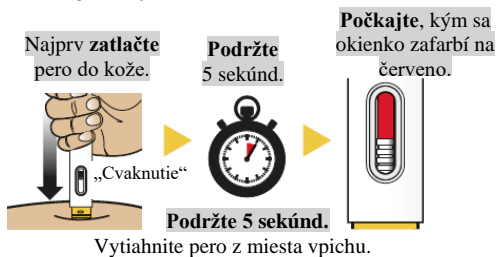 Najprv zatlačte
pero do kože.
„Cvaknutie“
Podržte
5 sekúnd.
Počkajte, kým sa
okienko zafarbí na
červeno.
Podržte 5 sekúnd.
Vytiahnite pero z miesta vpichu.